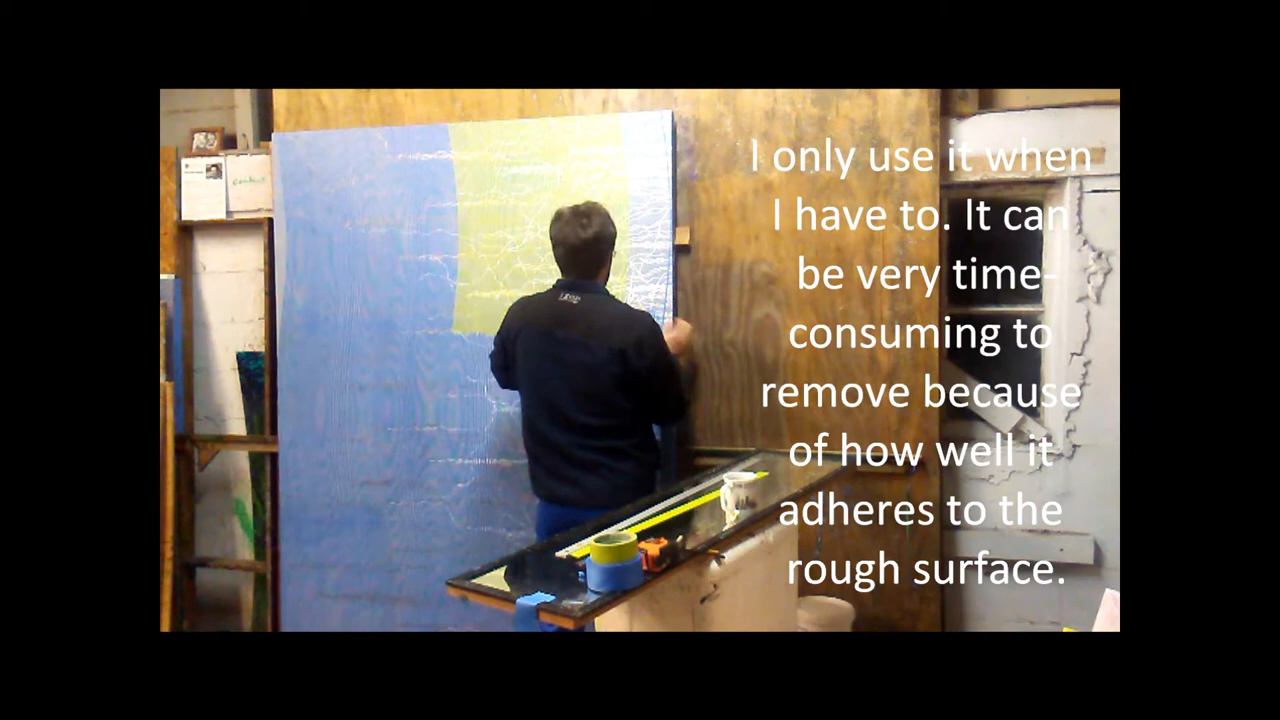 I only use it when
I have to. It can
be very time-
consuming to
remove because
of how well it
adheres to the
rough surface.